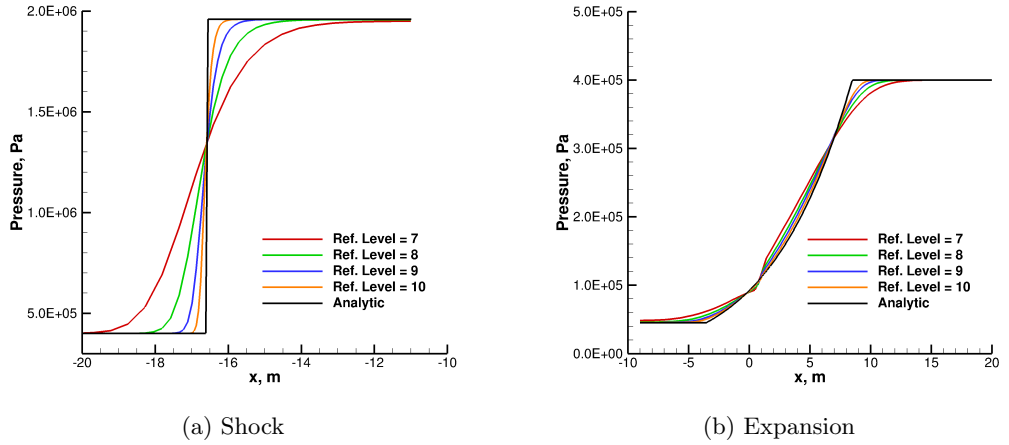 2.0E+06
1.5E+06
1.0E+06
5.0E+05
Pressure, Pa
-20 -18 -16 -14 -12 -10
x, m
Ref. Level = 7
Ref. Level = 8
Ref. Level = 9
Ref. Level = 10
Analytic
(a) Shock
5.0E+05
4.0E+05
3.0E+05
2.0E+05
1.0E+05
0.0E+00
Pressure, Pa
-10 -5 0 5 10 15 20
x, m
Ref. Level = 7
Ref. Level = 8
Ref. Level = 9
Ref. Level = 10
Analytic
(b) Expansion